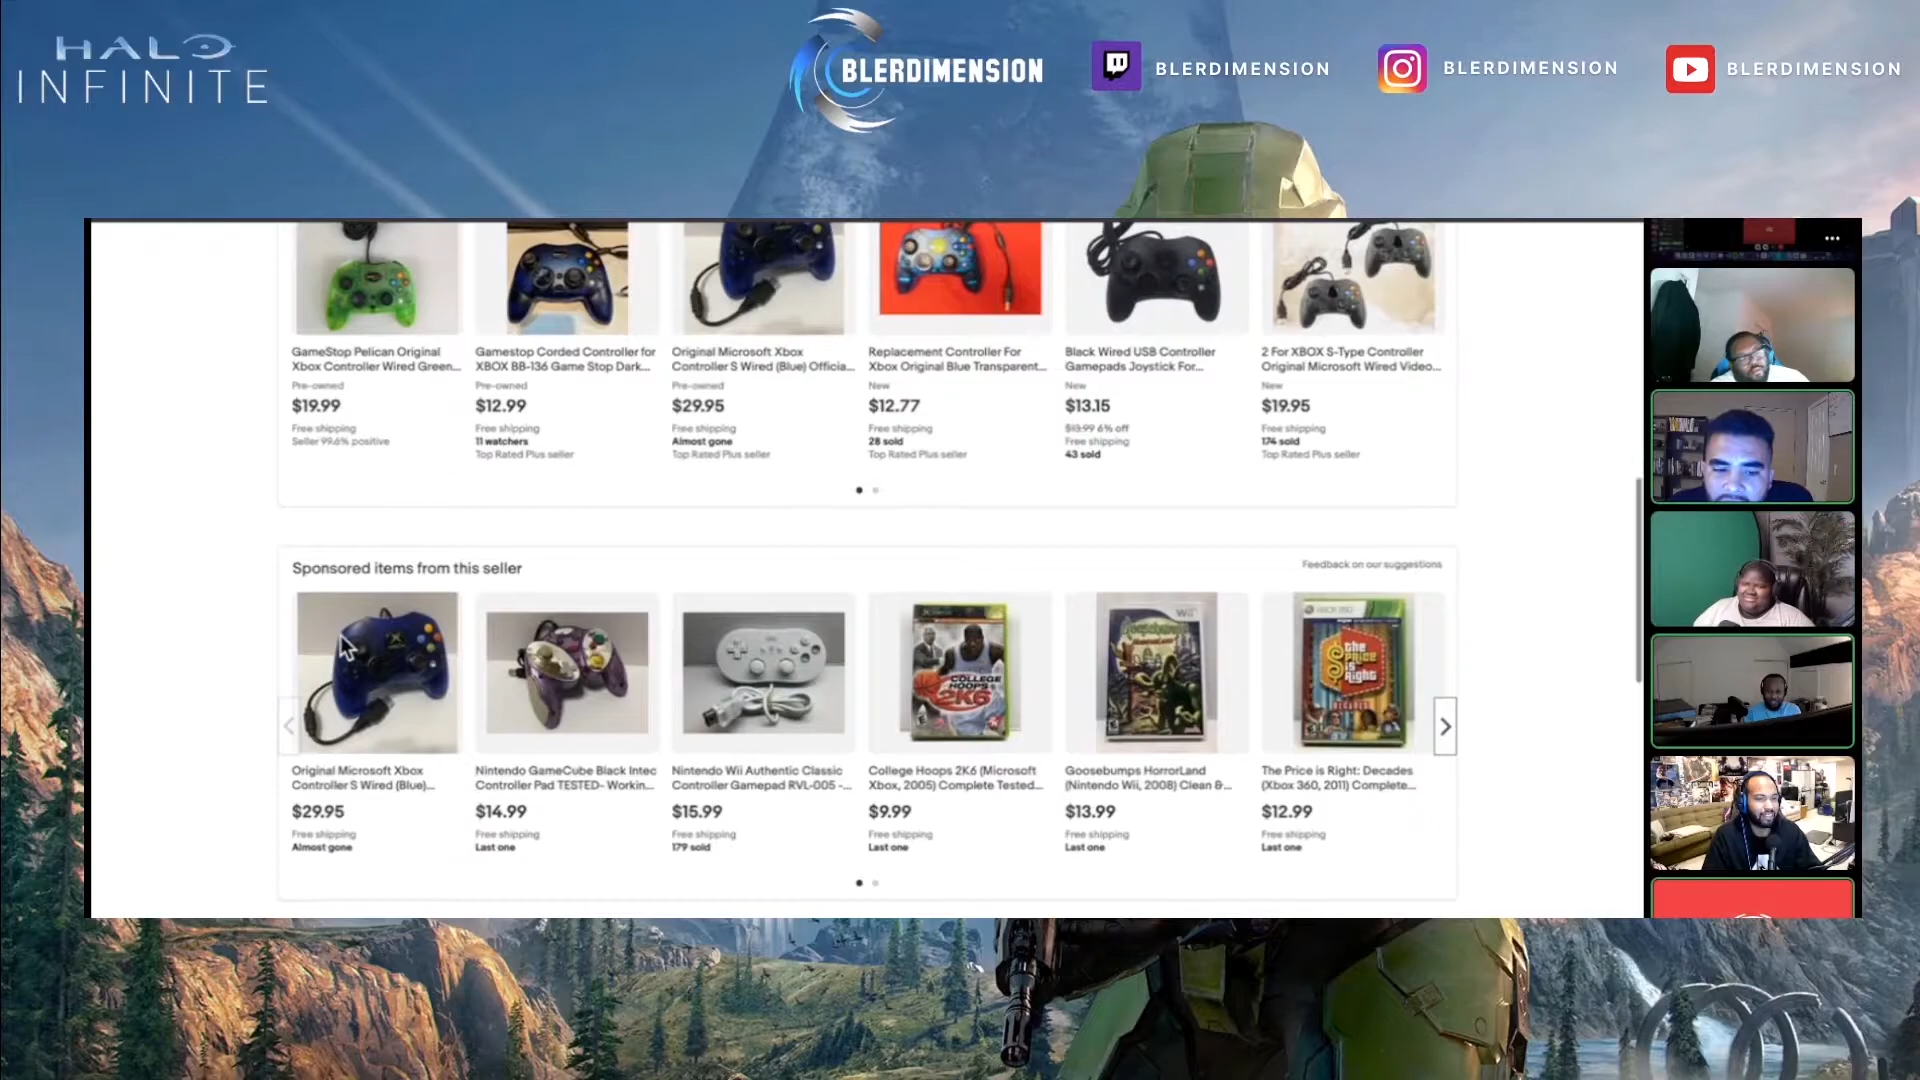 HALO
INFINITE
BLERDIMENSION
BLERDIMENSION
BLERDIMENSION
BLERDIMENSION
GameStop Pelican Original
Xbox Controller Wired Green...
Pre-owned
$19.99
Free shipping
Seller 99.6% positive
Gamestop Corded Controller for
XBOX BB-136 Game Stop Dark...
Pre-owned
$12.99
Free shipping
11 watchers
Top Rated Plus seller
Original Microsoft Xbox
Controller S Wired (Blue) Officia...
Pre-owned
$29.95
Free shipping
Almost gone
Top Rated Plus seller
Replacement Controller For
Xbox Original Blue Transparent...
New
$12.77
Free shipping
28 sold
Top Rated Plus seller
Black Wired USB Controller
Gamepads Joystick For...
New
$13.15
$13.99 6% off
Free shipping
43 sold
2 For XBOX S-Type Controller
Original Microsoft Wired Video...
New
$19.95
Free shipping
174 sold
Top Rated Plus seller
Sponsored items from this seller
Feedback on our suggestions
COLLEGE
HOOPS
2K6
Wii
XBOX 360
the
PRICE
is
Right
DECADES
Original Microsoft Xbox
Controller S Wired (Blue)...
$29.95
Free shipping
Almost gone
Nintendo GameCube Black Intec
Controller Pad TESTED- Workin...
$14.99
Free shipping
Last one
Nintendo Wii Authentic Classic
Controller Gamepad RVL-005 -...
$15.99
Free shipping
179 sold
College Hoops 2K6 (Microsoft
Xbox, 2005) Complete Tested...
$9.99
Free shipping
Last one
Goosebumps HorrorLand
(Nintendo Wii, 2008) Clean &...
$13.99
Free shipping
Last one
The Price is Right: Decades
(Xbox 360, 2011) Complete...
$12.99
Free shipping
Last one